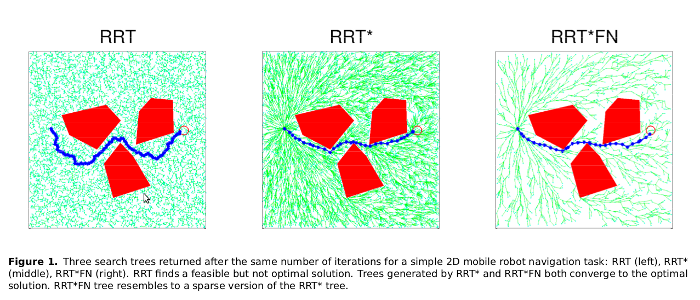 RRT
RRT*
RRT*FN
Figure 1. Three search trees returned after the same number of iterations for a simple 2D mobile robot navigation task: RRT (left), RRT*
(middle), RRT*FN (right). RRT finds a feasible but not optimal solution. Trees generated by RRT* and RRT*FN both converge to the optimal
solution. RRT*FN tree resembles to a sparse version of the RRT* tree.